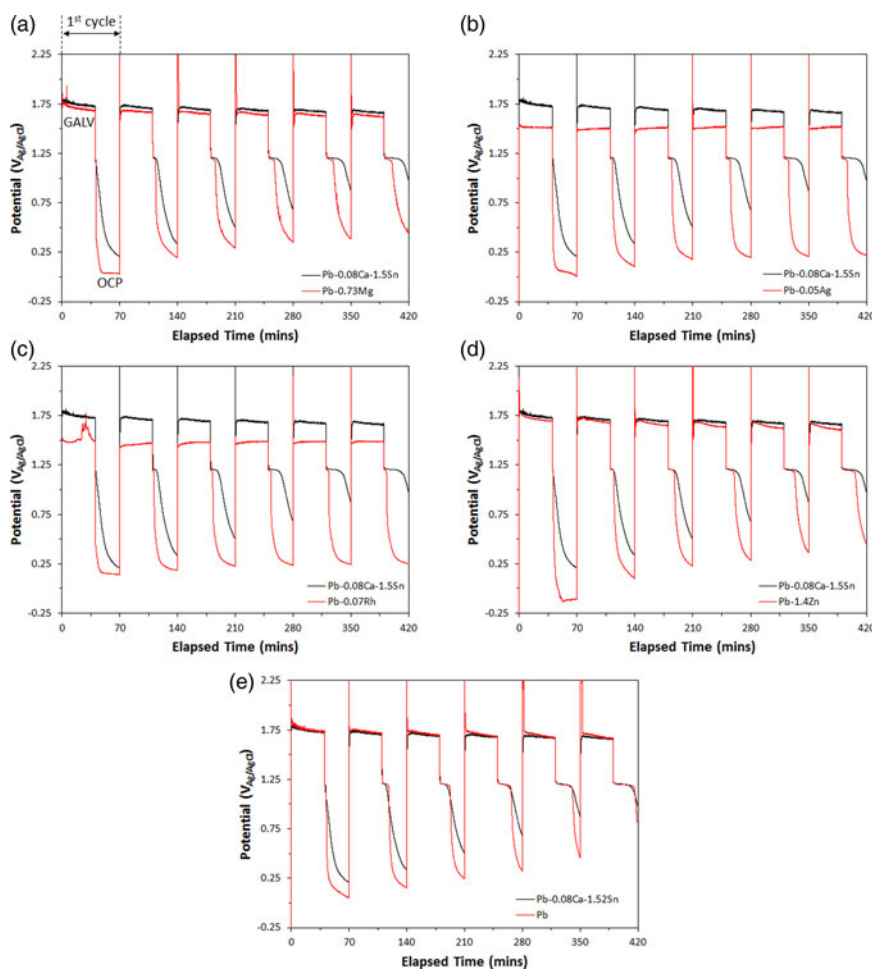 (a)
1st cycle
2.25
1.75
1.25
0.75
0.25
-0.25
Potential (VAg/AgCl)
GALV
OCP
Pb-0.08Ca-1.5Sn
Pb-0.73Mg
0 70 140 210 280 350 420
Elapsed Time (mins)
(b)
2.25
1.75
1.25
0.75
0.25
-0.25
Potential (VAg/AgCl)
Pb-0.08Ca-1.5Sn
Pb-0.05Ag
0 70 140 210 280 350 420
Elapsed Time (mins)
(c)
2.25
1.75
1.25
0.75
0.25
-0.25
Potential (VAg/AgCl)
Pb-0.08Ca-1.5Sn
Pb-0.07Rh
0 70 140 210 280 350 420
Elapsed Time (mins)
(d)
2.25
1.75
1.25
0.75
0.25
-0.25
Potential (VAg/AgCl)
Pb-0.08Ca-1.5Sn
Pb-1.4Zn
0 70 140 210 280 350 420
Elapsed Time (mins)
(e)
2.25
1.75
1.25
0.75
0.25
-0.25
Potential (VAg/AgCl)
Pb-0.08Ca-1.52Sn
Pb
0 70 140 210 280 350 420
Elapsed Time (mins)